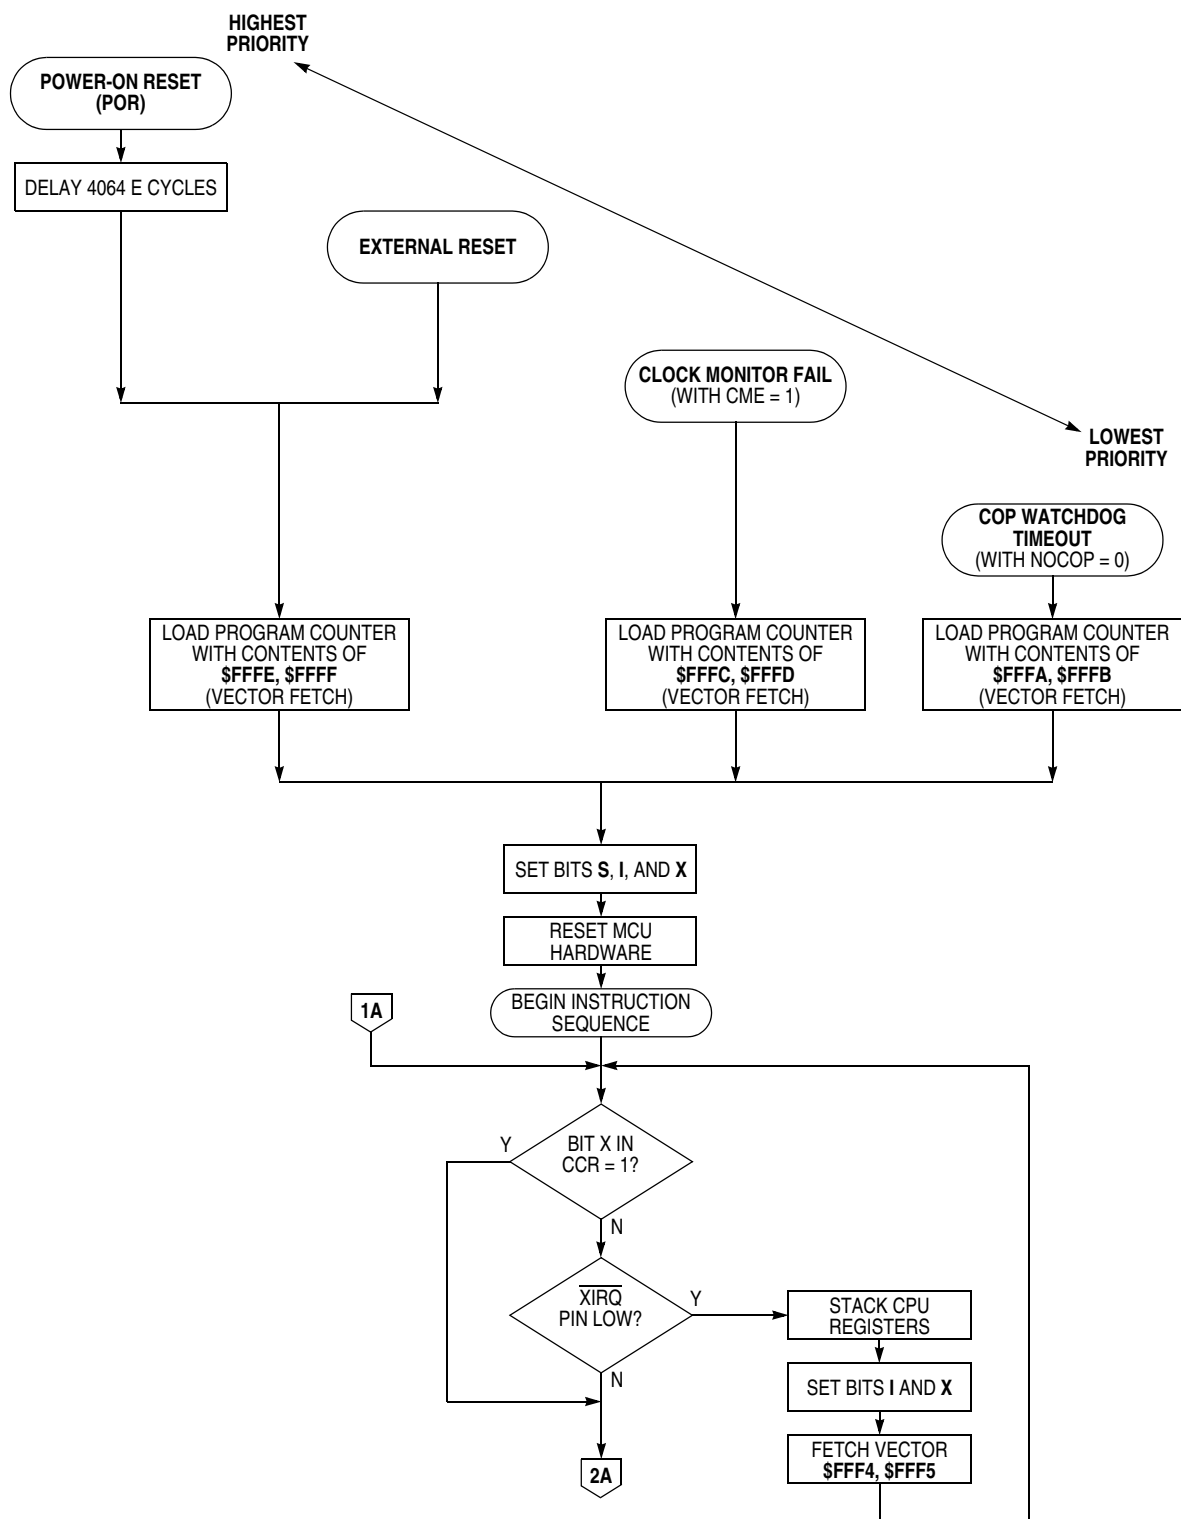 HIGHEST
PRIORITY
POWER-ON RESET
(POR)
DELAY 4064 E CYCLES
EXTERNAL RESET
CLOCK MONITOR FAIL
(WITH CME = 1)
LOWEST
PRIORITY
COP WATCHDOG
TIMEOUT
(WITH NOCOP = 0)
LOAD PROGRAM COUNTER
WITH CONTENTS OF
$FFFE, $FFFF
(VECTOR FETCH)
LOAD PROGRAM COUNTER
WITH CONTENTS OF
$FFFC, $FFFD
(VECTOR FETCH)
LOAD PROGRAM COUNTER
WITH CONTENTS OF
$FFFA, $FFFB
(VECTOR FETCH)
SET BITS S, I, AND X
RESET MCU
HARDWARE
BEGIN INSTRUCTION
SEQUENCE
1A
BIT X IN
CCR = 1?
Y
N
XIRQ
PIN LOW?
Y
N
STACK CPU
REGISTERS
SET BITS I AND X
FETCH VECTOR
$FFF4, $FFF5
2A